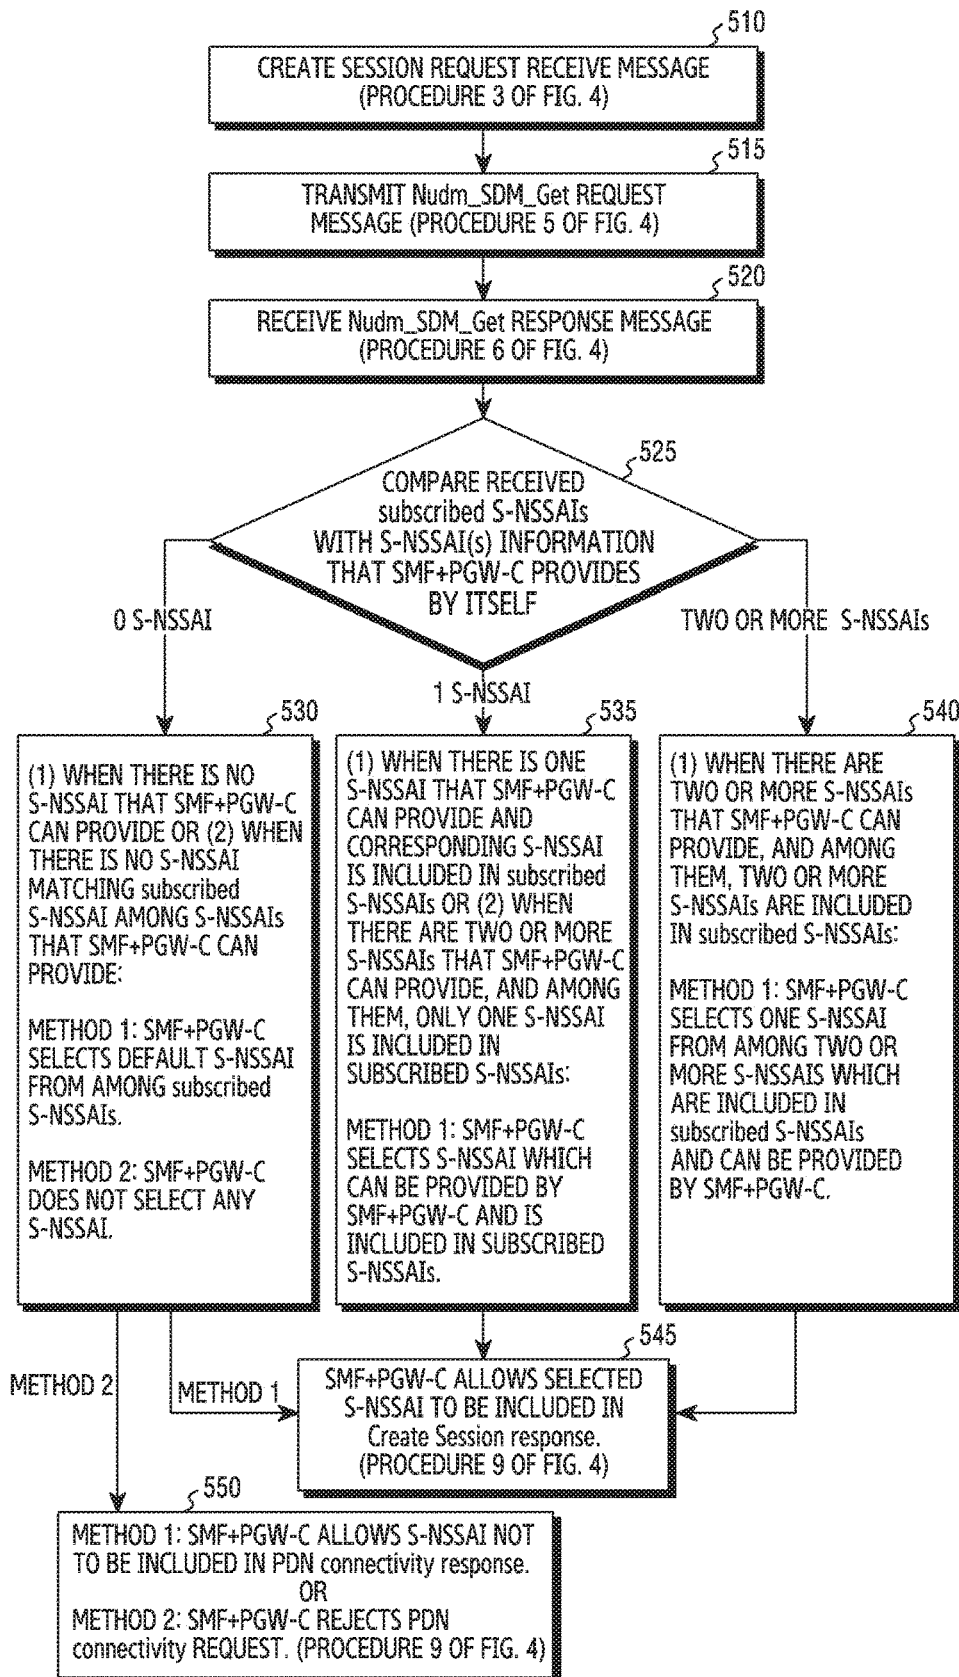 510
CREATE SESSION REQUEST RECEIVE MESSAGE
(PROCEDURE 3 OF FIG. 4)
515
TRANSMIT Nudm_SDM_Get REQUEST
MESSAGE (PROCEDURE 5 OF FIG. 4)
520
RECEIVE Nudm_SDM_Get RESPONSE MESSAGE
(PROCEDURE 6 OF FIG. 4)
525
COMPARE RECEIVED
subscribed S-NSSAIs
WITH S-NSSAI(s) INFORMATION
THAT SMF+PGW-C PROVIDES
BY ITSELF
0 S-NSSAI
1 S-NSSAI
TWO OR MORE S-NSSAIs
530
(1) WHEN THERE IS NO
S-NSSAI THAT SMF+PGW-C
CAN PROVIDE OR (2) WHEN
THERE IS NO S-NSSAI
MATCHING subscribed
S-NSSAI AMONG S-NSSAIs
THAT SMF+PGW-C CAN
PROVIDE:
METHOD 1: SMF+PGW-C
SELECTS DEFAULT S-NSSAI
FROM AMONG subscribed
S-NSSAIs.
METHOD 2: SMF+PGW-C
DOES NOT SELECT ANY
S-NSSAI.
535
(1) WHEN THERE IS ONE
S-NSSAI THAT SMF+PGW-C
CAN PROVIDE AND
CORRESPONDING S-NSSAI
IS INCLUDED IN subscribed
S-NSSAIs OR (2) WHEN
THERE ARE TWO OR MORE
S-NSSAIs THAT SMF+PGW-C
CAN PROVIDE, AND AMONG
THEM, ONLY ONE S-NSSAI
IS INCLUDED IN
SUBSCRIBED S-NSSAIs:
METHOD 1: SMF+PGW-C
SELECTS S-NSSAI WHICH
CAN BE PROVIDED BY
SMF+PGW-C AND IS
INCLUDED IN SUBSCRIBED
S-NSSAIs.
540
(1) WHEN THERE ARE
TWO OR MORE S-NSSAIs
THAT SMF+PGW-C CAN
PROVIDE, AND AMONG
THEM, TWO OR MORE
S-NSSAIs ARE INCLUDED
IN subscribed S-NSSAIs:
METHOD 1: SMF+PGW-C
SELECTS ONE S-NSSAI
FROM AMONG TWO OR
MORE S-NSSAIS WHICH
ARE INCLUDED IN
subscribed S-NSSAIs
AND CAN BE PROVIDED
BY SMF+PGW-C.
METHOD 2
METHOD 1
545
SMF+PGW-C ALLOWS SELECTED
S-NSSAI TO BE INCLUDED IN
Create Session response.
(PROCEDURE 9 OF FIG. 4)
550
METHOD 1: SMF+PGW-C ALLOWS S-NSSAI NOT
TO BE INCLUDED IN PDN connectivity response.
OR
METHOD 2: SMF+PGW-C REJECTS PDN
connectivity REQUEST. (PROCEDURE 9 OF FIG. 4)